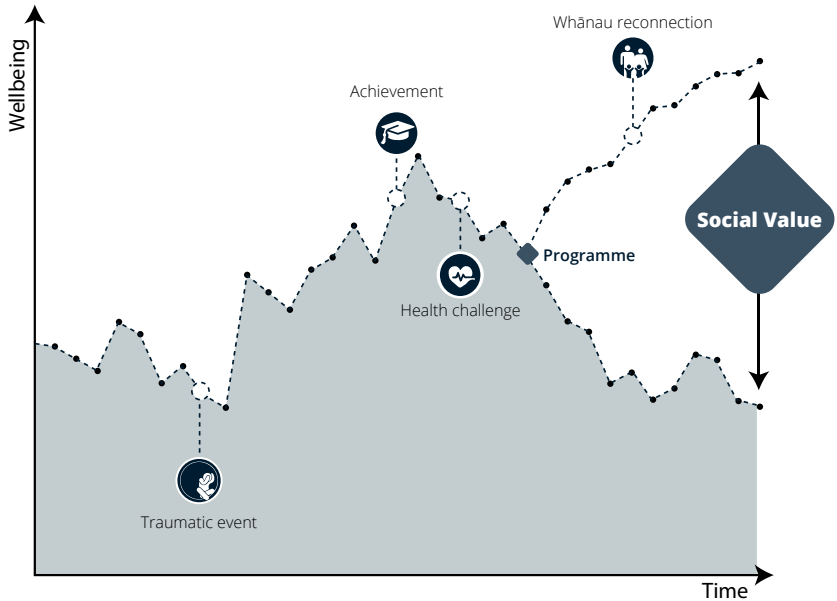 Whānau reconnection
Wellbeing
Achievement
Social Value
Programme
Health challenge
Traumatic event
Time